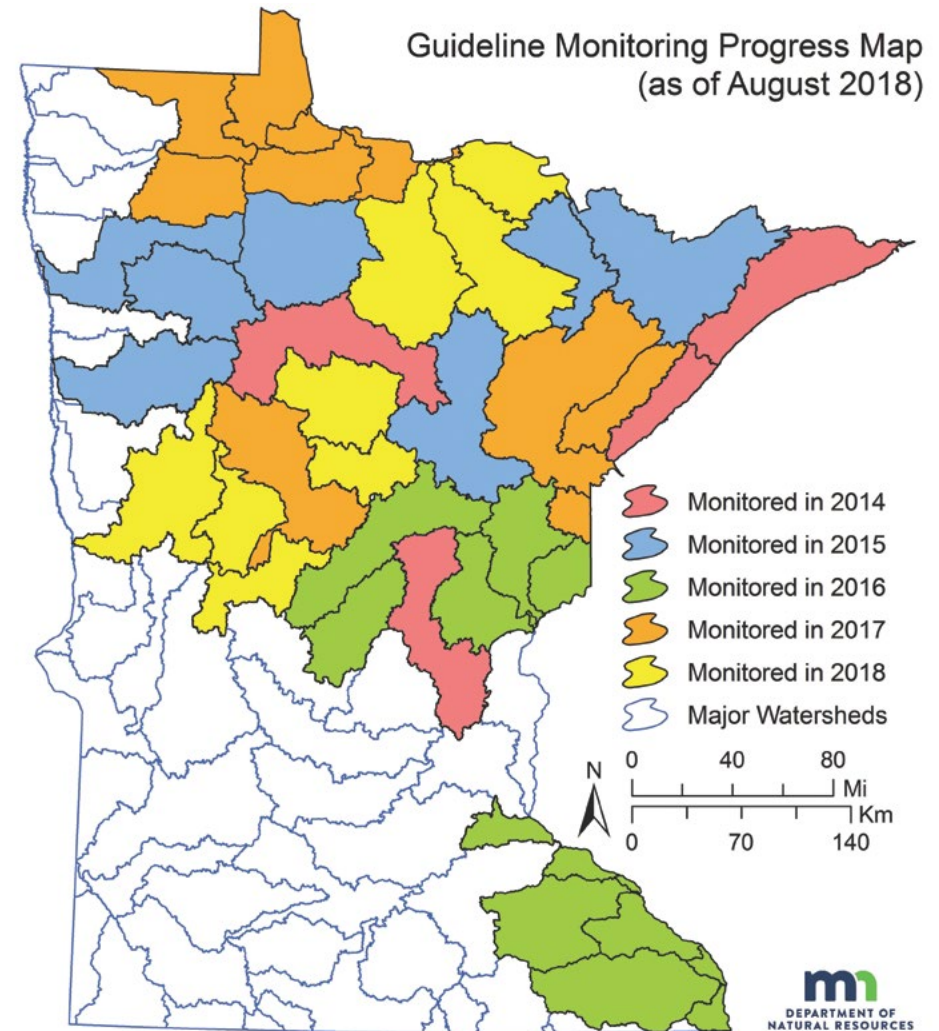 Guideline Monitoring Progress Map
(as of August 2018)
Monitored in 2014
Monitored in 2015
Monitored in 2016
Monitored in 2017
Monitored in 2018
Major Watersheds
N
0 40 80
Mi
Km
0 70 140
mn
DEPARTMENT OF
NATURAL RESOURCES